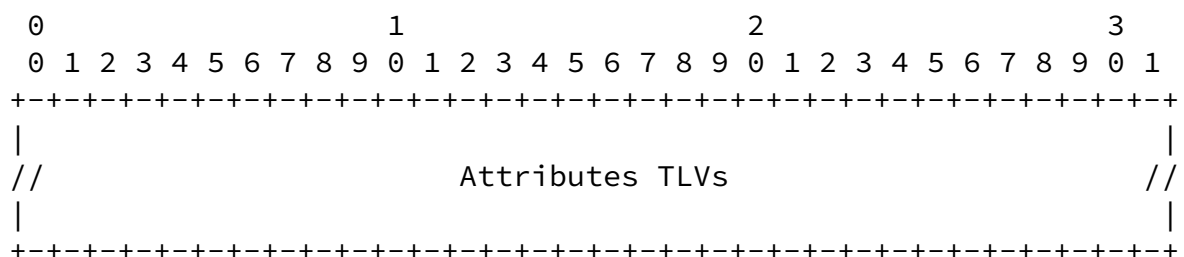 0                   1                   2                   3
 0 1 2 3 4 5 6 7 8 9 0 1 2 3 4 5 6 7 8 9 0 1 2 3 4 5 6 7 8 9 0 1
+-+-+-+-+-+-+-+-+-+-+-+-+-+-+-+-+-+-+-+-+-+-+-+-+-+-+-+-+-+-+-+-+
|                                                               |
//                       Attributes TLVs                       //
|                                                               |
+-+-+-+-+-+-+-+-+-+-+-+-+-+-+-+-+-+-+-+-+-+-+-+-+-+-+-+-+-+-+-+-+